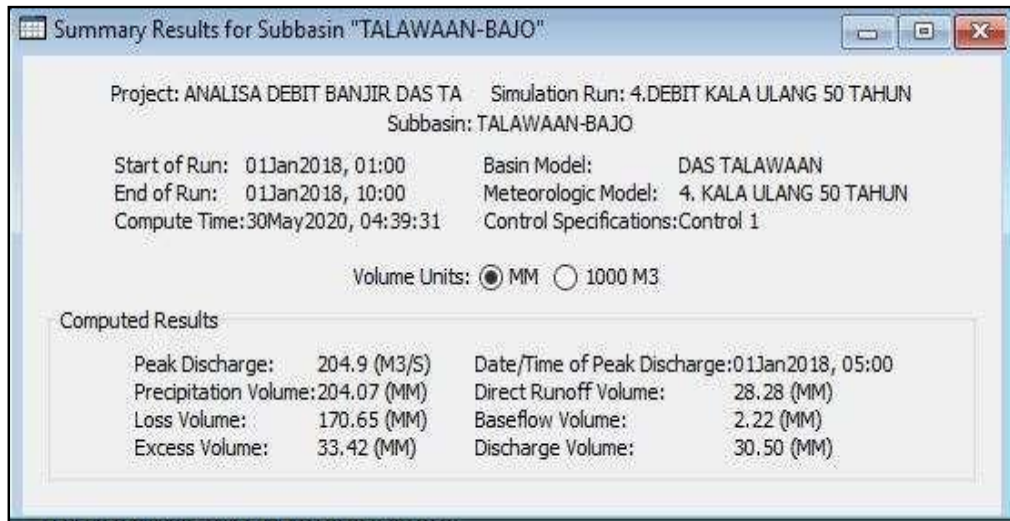 Summary Results for Subbasin "TALAWAAN-BAJO"
Project: ANALISA DEBIT BANJIR DAS TA Simulation Run: 4.DEBIT KALA ULANG 50 TAHUN
Subbasin: TALAWAAN-BAJO
Start of Run: 01Jan2018, 01:00 Basin Model: DAS TALAWAAN
End of Run: 01Jan2018, 10:00 Meteorologic Model: 4. KALA ULANG 50 TAHUN
Compute Time:30May2020, 04:39:31 Control Specifications:Control 1
Volume Units: MM 1000 M3
Computed Results
Peak Discharge: 204.9 (M3/S) Date/Time of Peak Discharge:01Jan2018, 05:00
Precipitation Volume:204.07 (MM) Direct Runoff Volume: 28.28 (MM)
Loss Volume: 170.65 (MM) Baseflow Volume: 2.22 (MM)
Excess Volume: 33.42 (MM) Discharge Volume: 30.50 (MM)